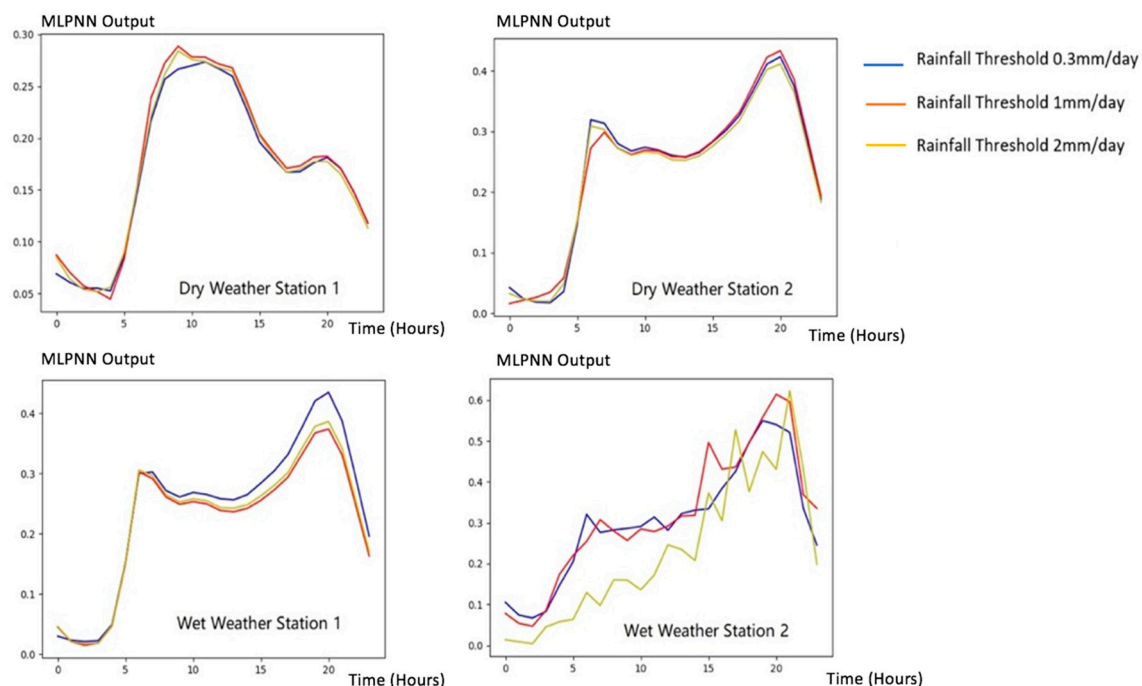 MLPNN Output
0.30
0.25
0.20
0.15
0.10
0.05
0 5 10 15 20
Dry Weather Station 1
Time (Hours)
MLPNN Output
0.4
0.3
0.2
0.1
0.0
0 5 10 15 20
Dry Weather Station 2
Time (Hours)
Rainfall Threshold 0.3mm/day
Rainfall Threshold 1mm/day
Rainfall Threshold 2mm/day
MLPNN Output
0.4
0.3
0.2
0.1
0.0
0 5 10 15 20
Wet Weather Station 1
Time (Hours)
MLPNN Output
0.6
0.5
0.4
0.3
0.2
0.1
0.0
0 5 10 15 20
Wet Weather Station 2
Time (Hours)